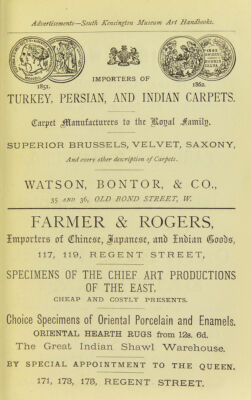 Advertisements—South Kensington Museum Art Handbooks.
1851.
1862.
IMPORTERS OF
TURKEY, PERSIAN, AND INDIAN CARPETS.
Carpet Manufacturers to the Royal Family.
SUPERIOR BRUSSELS, VELVET, SAXONY,
And every other description of Carpets.
WATSON, BONTOR, & CO.,
35 AND 36, OLD BOND STREET, W.
FARMER & ROGERS,
Importers of Chinese, Japanese, and Indian Goods,
117, 119, REGENT STREET,
SPECIMENS OF THE CHIEF ART PRODUCTIONS
OF THE EAST.
CHEAP AND COSTLY PRESENTS.
Choice Specimens of Oriental Porcelain and Enamels.
ORIENTAL HEARTH RUGS from 12s. 6d.
The Great Indian Shawl Warehouse.
BY SPECIAL APPOINTMENT TO THE QUEEN.
171, 173, 175, REGENT STREET.